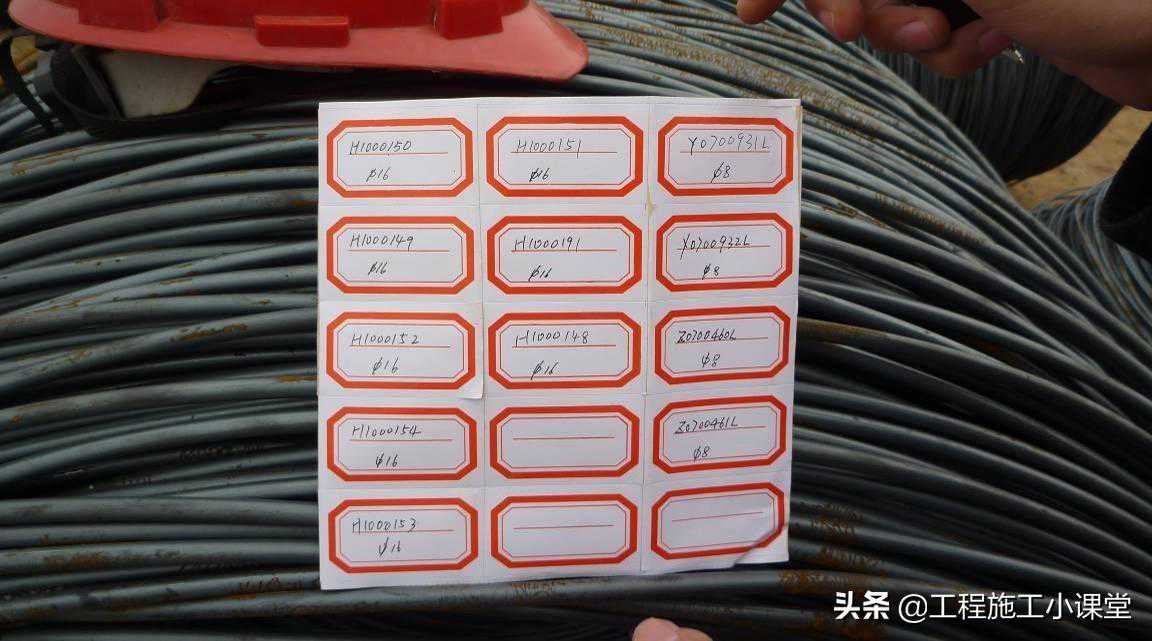 H1000150
ϕ16
H1000151
ϕ16
Y0700931L
ϕ8
H1000149
ϕ16
H1000191
ϕ16
Y0700932L
ϕ8
H1000152
ϕ16
H1000148
ϕ16
Z0700460L
ϕ8
H1000154
ϕ16
Z0700461L
ϕ8
H1000153
ϕ16
头条 @工程施工小课堂